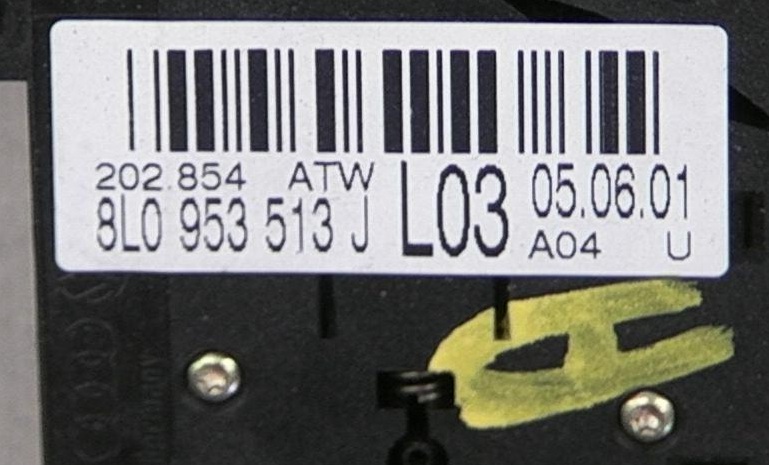 202.854 ATW L03 05.06.01
8L0 953 513 J A04 U
A